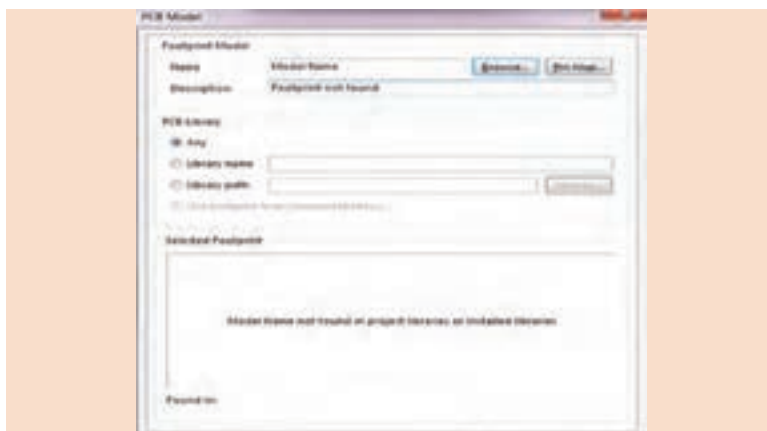 PCB Model
Footprint Model
Name Model Name Browse... Pin Map...
Description Footprint not found
PCB Library
Any
Library name
Library path
Selected Footprint
Model Name not found in project libraries or installed libraries
Found in: